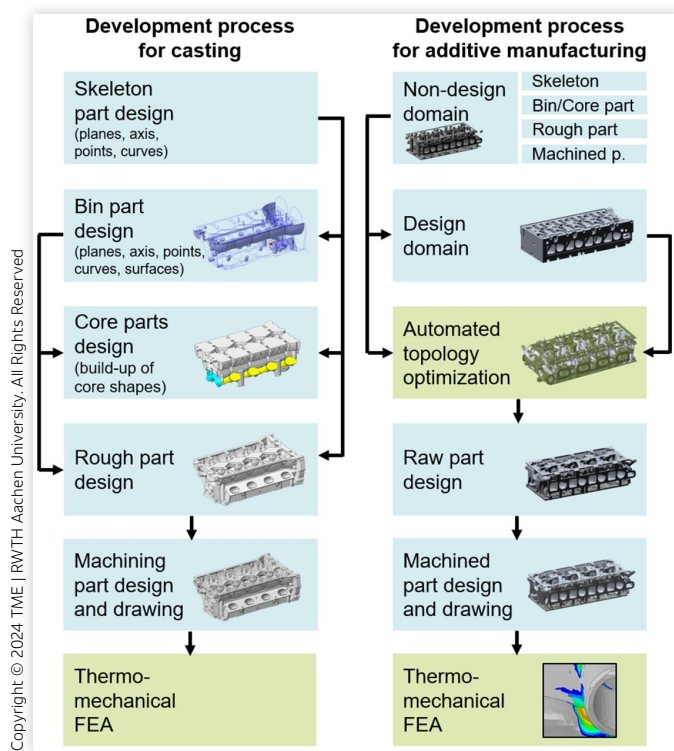 Development process
for casting
Skeleton
part design
(planes, axis,
points, curves)
Bin part
design
(planes, axis, points,
curves, surfaces)
Core parts
design
(build-up of
core shapes)
Rough part
design
Machining
part design
and drawing
Thermo-
mechanical
FEA
Development process
for additive manufacturing
Non-design
domain
Skeleton
Bin/Core part
Rough part
Machined p.
Design
domain
Automated
topology
optimization
Raw part
design
Machined
part design
and drawing
Thermo-
mechanical
FEA
Copyright © 2024 TME | RWTH Aachen University. All Rights Reserved